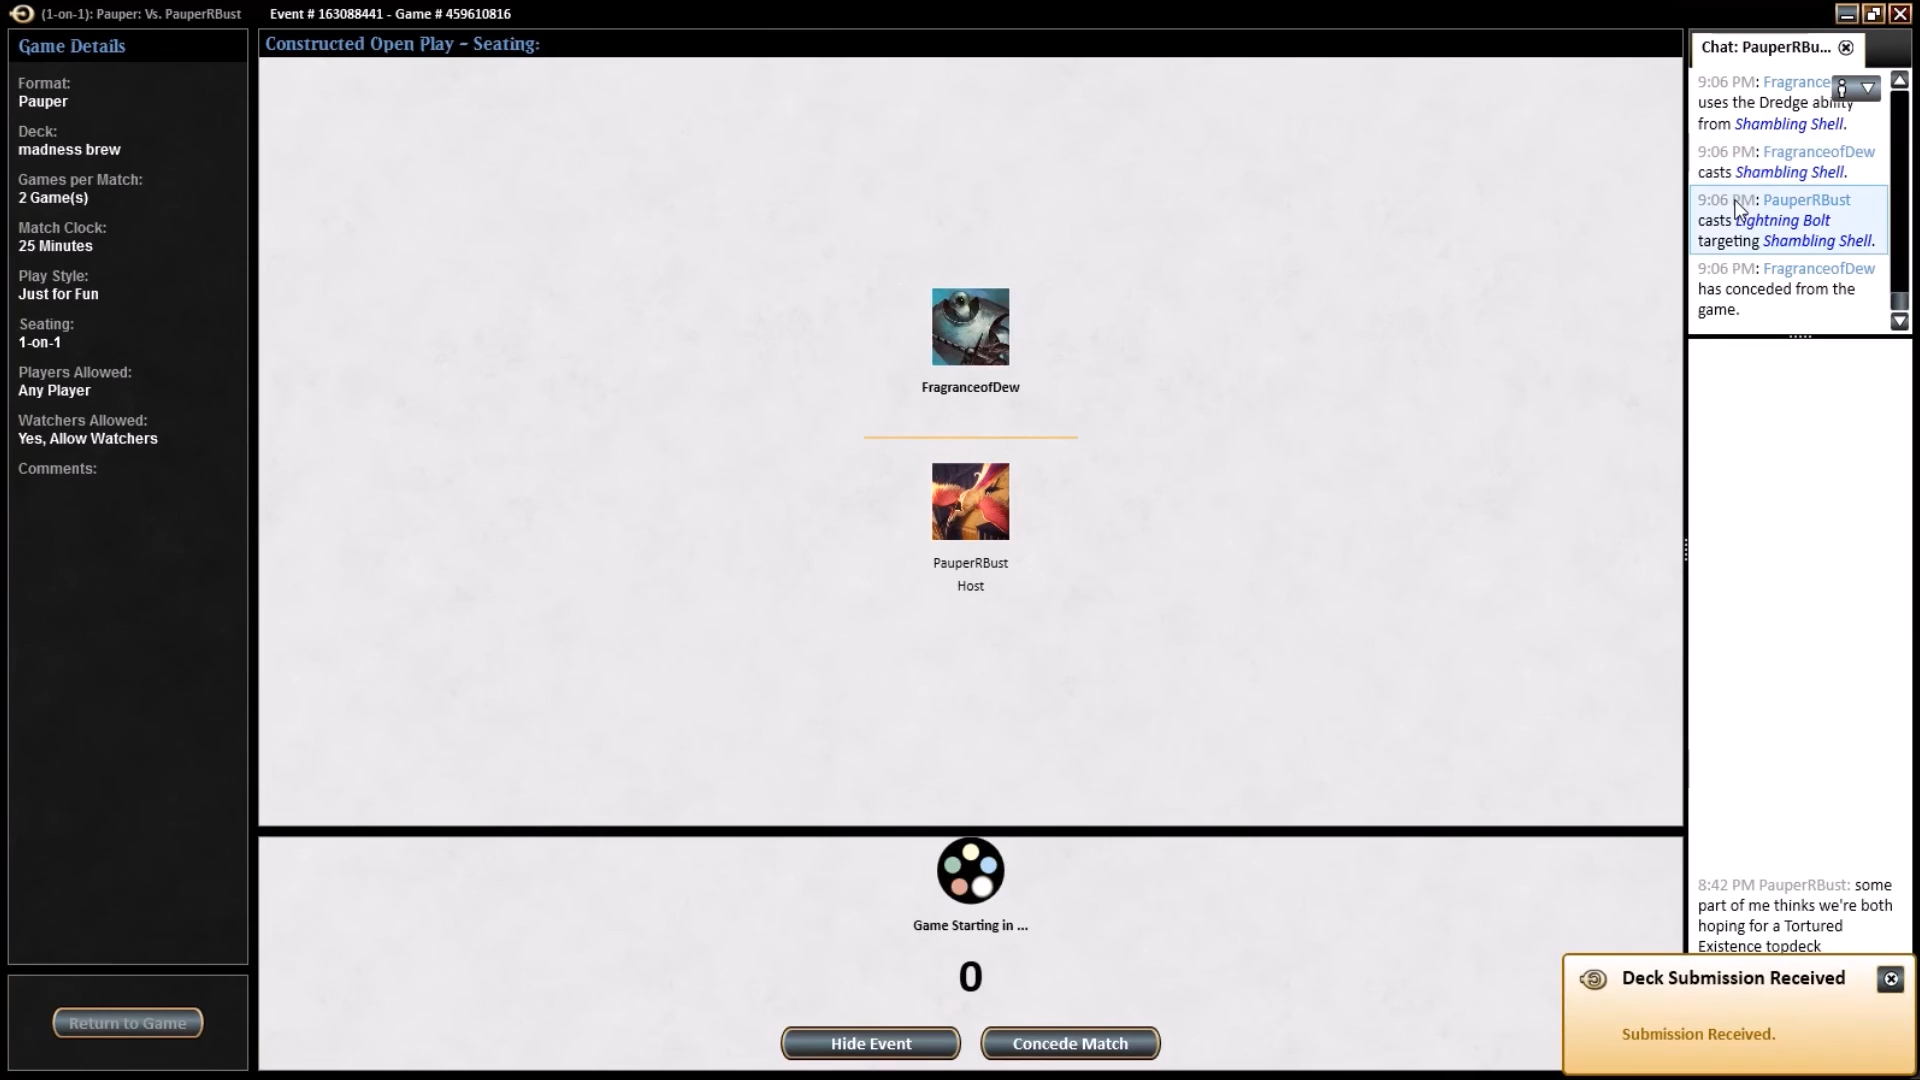 (1-on-1): Pauper: Vs. PauperRBust
Event # 163088441 - Game # 459610816
Game Details
Format:
Pauper
Deck:
madness brew
Games per Match:
2 Game(s)
Match Clock:
25 Minutes
Play Style:
Just for Fun
Seating:
1-on-1
Players Allowed:
Any Player
Watchers Allowed:
Yes, Allow Watchers
Comments:
Return to Game
Constructed Open Play - Seating:
FragranceofDew
PauperRBust
Host
Game Starting in ...
0
Hide Event
Concede Match
Chat: PauperRBu...
9:06 PM: Fragrance
uses the Dredge ability
from Shambling Shell.
9:06 PM: FragranceofDew
casts Shambling Shell.
9:06 PM: PauperRBust
casts Lightning Bolt
targeting Shambling Shell.
9:06 PM: FragranceofDew
has conceded from the
game.
8:42 PM PauperRBust: some
part of me thinks we're both
hoping for a Tortured
Existence topdeck
Deck Submission Received
Submission Received.